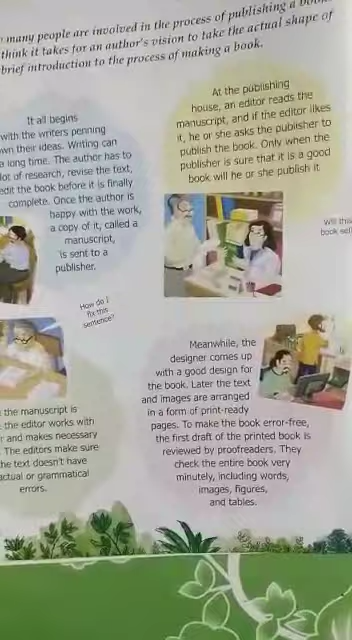 many people are involved in the process of publishing a book.
think it takes for an author's vision to take the actual shape of
brief introduction to the process of making a book.
It all begins
with the writers penning
own their ideas. Writing can
a long time. The author has to
lot of research, revise the text,
edit the book before it is finally
complete. Once the author is
happy with the work,
a copy of it, called a
manuscript,
is sent to a
publisher.
At the publishing
house, an editor reads the
manuscript, and if the editor likes
it, he or she asks the publisher to
publish the book. Only when the
publisher is sure that it is a good
book will he or she publish it
Will this
book sell
How do I
fix this
sentence?
the manuscript is
the editor works with
and makes necessary
The editors make sure
the text doesn't have
actual or grammatical
errors.
Meanwhile, the
designer comes up
with a good design for
the book. Later the text
and images are arranged
in a form of print-ready
pages. To make the book error-free,
the first draft of the printed book is
reviewed by proofreaders. They
check the entire book very
minutely, including words,
images, figures,
and tables.